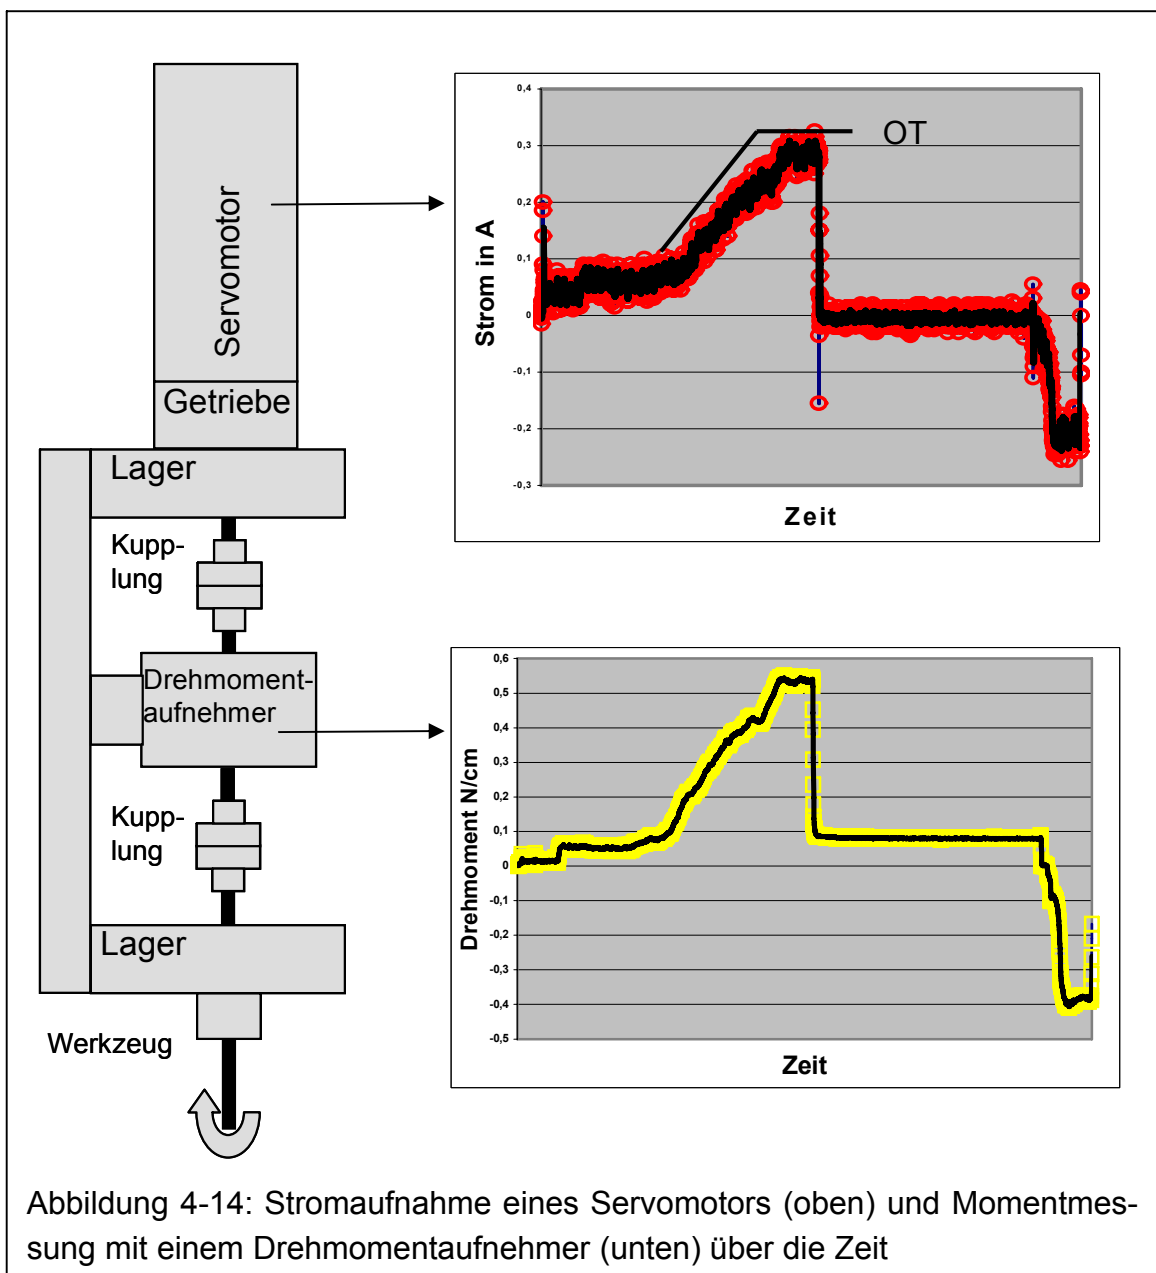 Servomotor
Getriebe
Lager
Kupp-
lung
Drehmoment-
aufnehmer
Kupp-
lung
Lager
Werkzeug
0,4
0,3
0,2
0,1
0
-0,1
-0,2
-0,3
Strom in A
OT
Zeit
0,6
0,5
0,4
0,3
0,2
0,1
0
-0,1
-0,2
-0,3
-0,4
-0,5
Drehmoment N/cm
Zeit
Abbildung 4-14: Stromaufnahme eines Servomotors (oben) und Momentmes-
sung mit einem Drehmomentaufnehmer (unten) über die Zeit